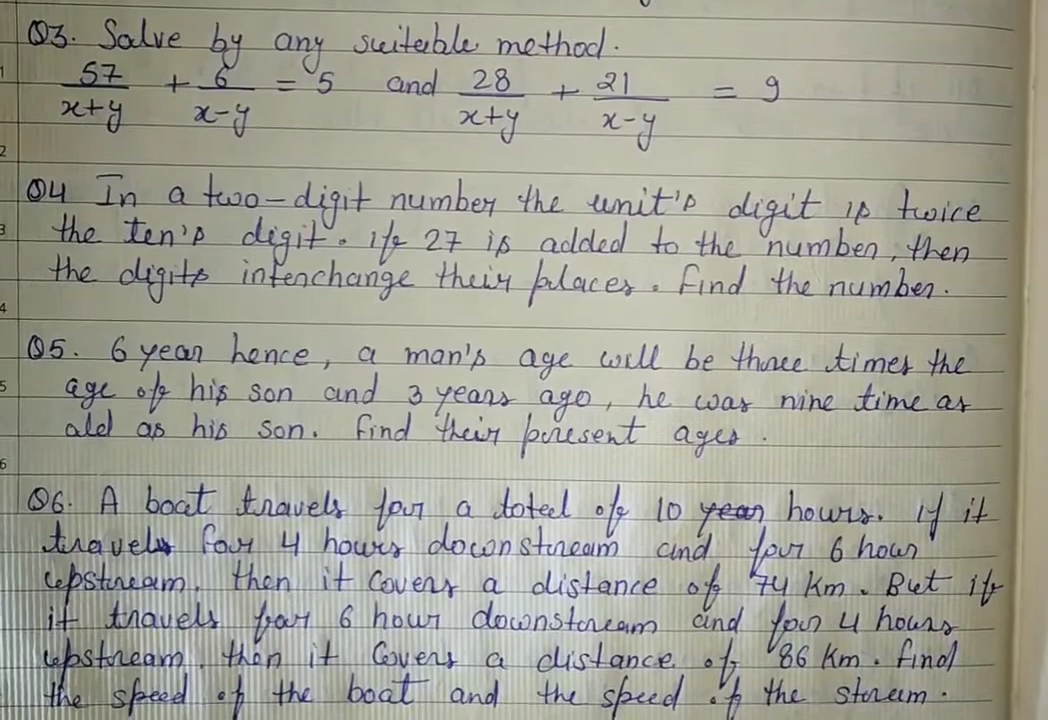 Q3. Solve by any suitable method.
57/(x+y) + 6/(x-y) = 5 and 28/(x+y) + 21/(x-y) = 9
Q4 In a two-digit number the unit's digit is twice
the ten's digit. If 27 is added to the number, then
the digits interchange their places. Find the number.
Q5. 6 year hence, a man's age will be three times the
age of his son and 3 years ago, he was nine time as
old as his son. Find their present ages.
Q6. A boat travels for a total of 10 year hours. If it
travels for 4 hours downstream and for 6 hour
upstream, then it covers a distance of 74 Km. But if
it travels for 6 hour downstream and for 4 hours
upstream, then it Covers a distance of 86 Km. find
the speed of the boat and the speed of the stream.